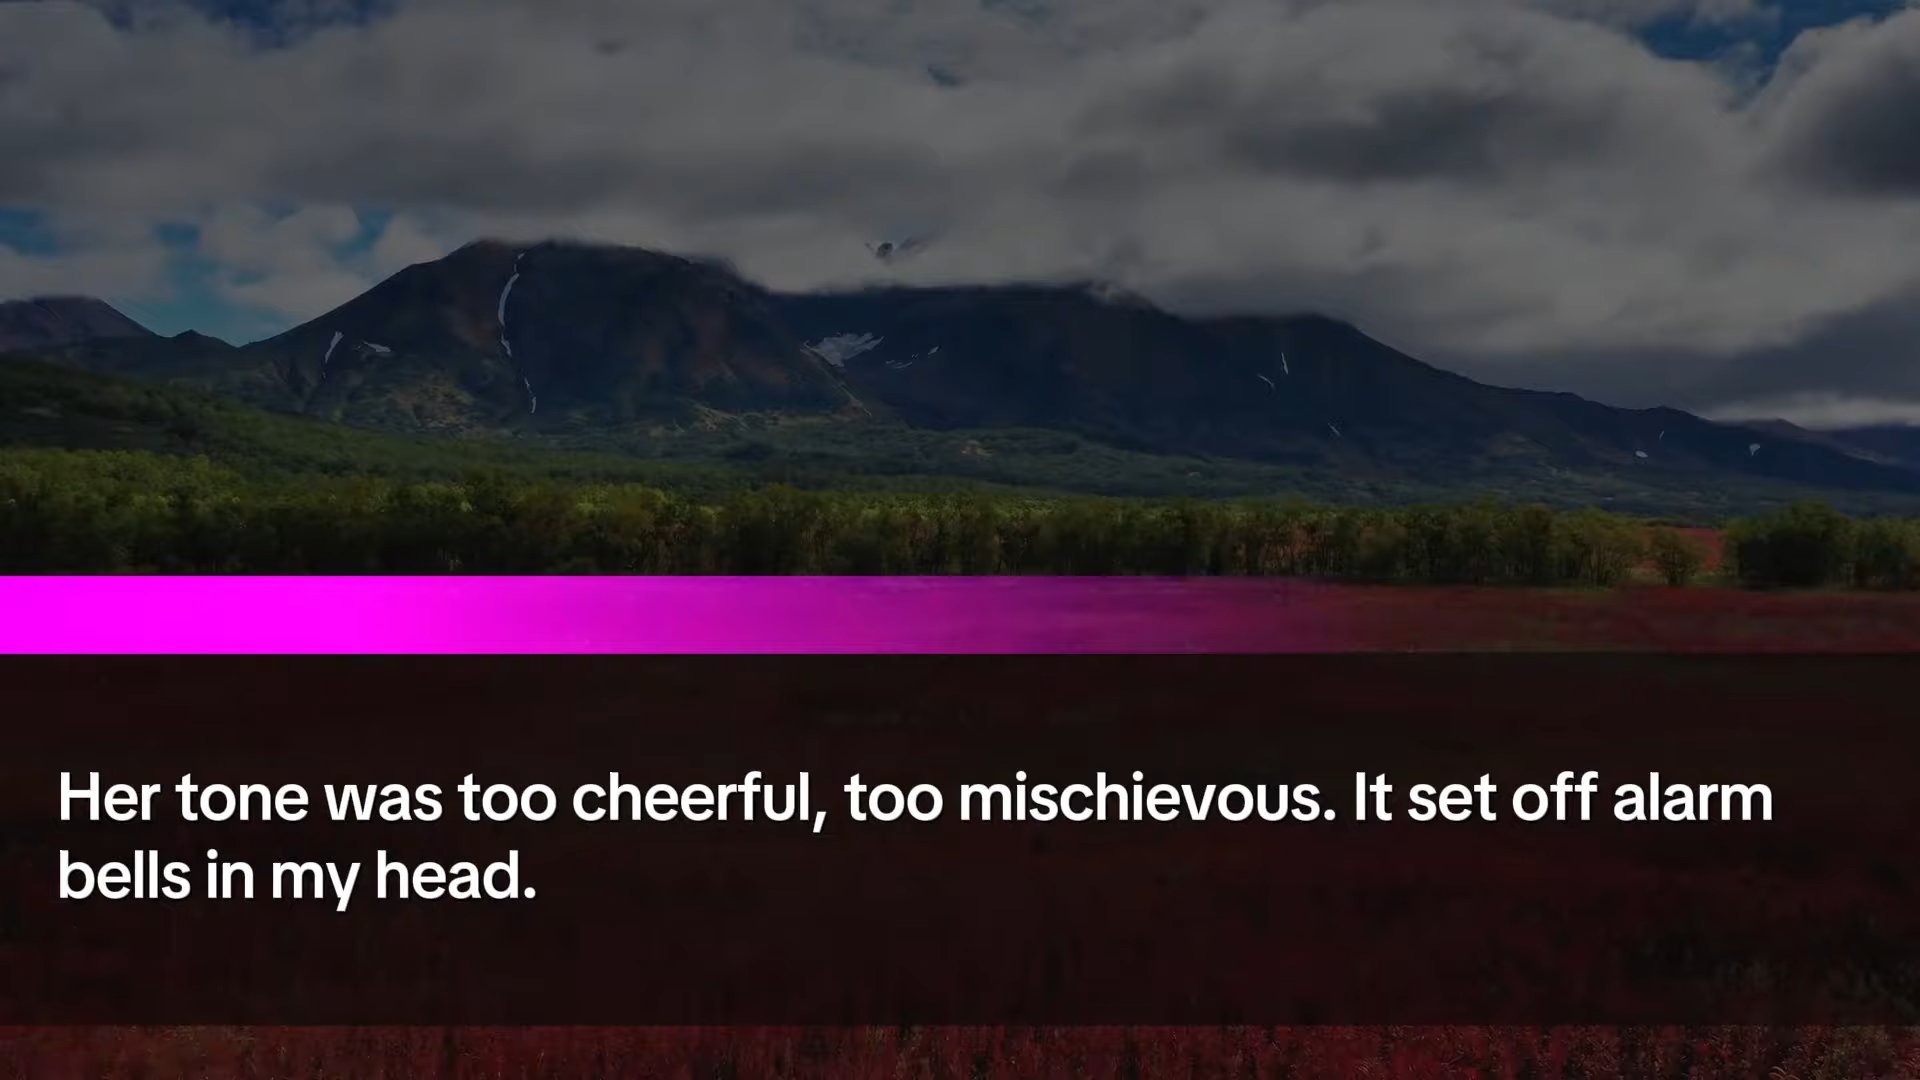 Her tone was too cheerful, too mischievous. It set off alarm
bells in my head.